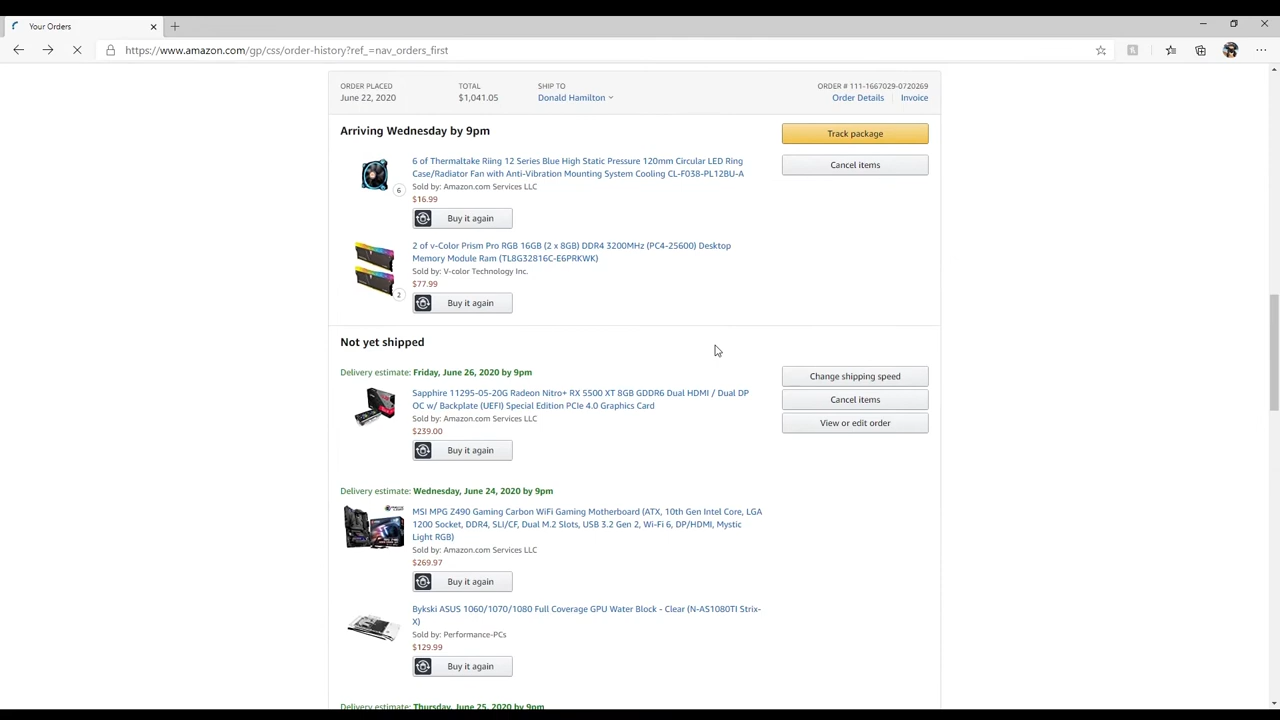 Your Orders
https://www.amazon.com/gp/css/order-history?ref_=nav_orders_first
ORDER PLACED
June 22, 2020
TOTAL
$1,041.05
SHIP TO
Donald Hamilton
ORDER # 111-1667029-0720269
Order Details
Invoice
Arriving Wednesday by 9pm
Track package
Cancel items
6 of Thermaltake Riing 12 Series Blue High Static Pressure 120mm Circular LED Ring
Case/Radiator Fan with Anti-Vibration Mounting System Cooling CL-F038-PL12BU-A
Sold by: Amazon.com Services LLC
$16.99
6
Buy it again
2 of v-Color Prism Pro RGB 16GB (2 x 8GB) DDR4 3200MHz (PC4-25600) Desktop
Memory Module Ram (TL8G32816C-E6PRKWK)
Sold by: V-color Technology Inc.
$77.99
2
Buy it again
Not yet shipped
Delivery estimate: Friday, June 26, 2020 by 9pm
Change shipping speed
Cancel items
View or edit order
Sapphire 11295-05-20G Radeon Nitro+ RX 5500 XT 8GB GDDR6 Dual HDMI / Dual DP
OC w/ Backplate (UEFI) Special Edition PCIe 4.0 Graphics Card
Sold by: Amazon.com Services LLC
$239.00
Buy it again
Delivery estimate: Wednesday, June 24, 2020 by 9pm
MSI MPG Z490 Gaming Carbon WiFi Gaming Motherboard (ATX, 10th Gen Intel Core, LGA
1200 Socket, DDR4, SLI/CF, Dual M.2 Slots, USB 3.2 Gen 2, Wi-Fi 6, DP/HDMI, Mystic
Light RGB)
Sold by: Amazon.com Services LLC
$269.97
Buy it again
Bykski ASUS 1060/1070/1080 Full Coverage GPU Water Block - Clear (N-AS1080TI Strix-
X)
Sold by: Performance-PCs
$129.99
Buy it again
Delivery estimate: Thursday, June 25, 2020 by 9pm